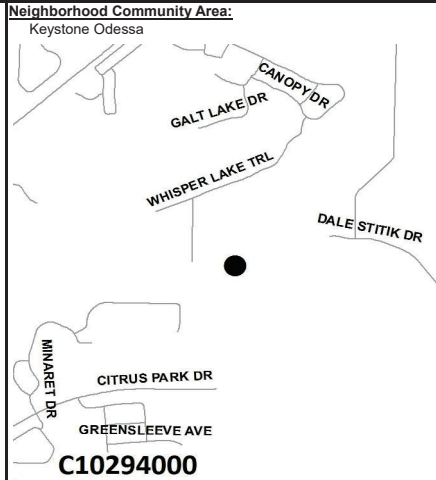 Neighborhood Community Area:
Keystone Odessa
CANOPY DR
GALT LAKE DR
WHISPER LAKE TRL
DALE STITIK DR
MINARET DR
CITRUS PARK DR
GREENSLEEVE AVE
C10294000